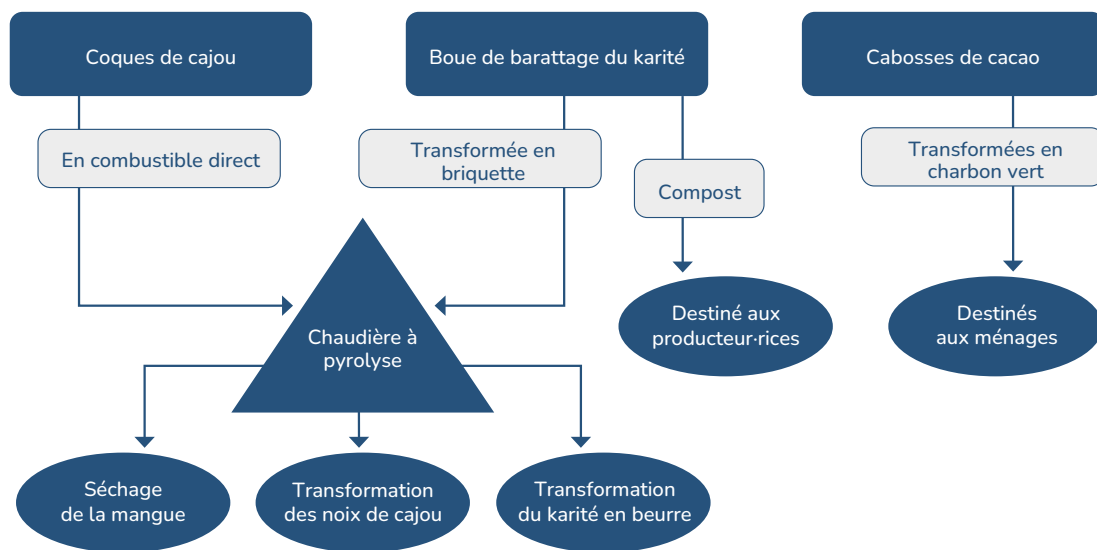 Coques de cajou
Boue de barattage du karité
Cabosses de cacao
En combustible direct
Transformée en
briquette
Compost
Transformées en
charbon vert
Chaudière à
pyrolyse
Destiné aux
producteur·rices
Destinés
aux ménages
Séchage
de la mangue
Transformation
des noix de cajou
Transformation
du karité en beurre